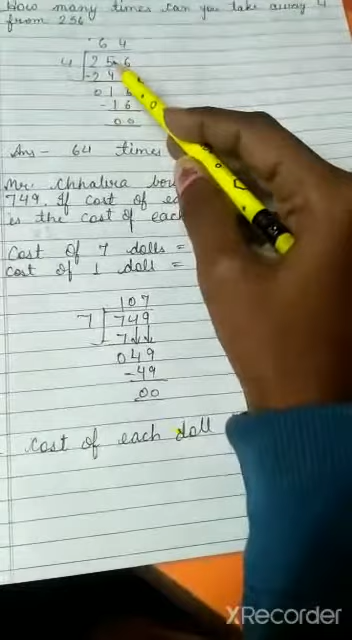 How many times can you take away 4
from 256
64
4 256
-24
016
-16
00
Ans - 64 times
Mr. Chhabra
749. If cost of
is the cost of each
Cost of 7 dolls =
cost of 1 doll =
107
7 749
7
049
-49
00
cost of each doll
XRecorder